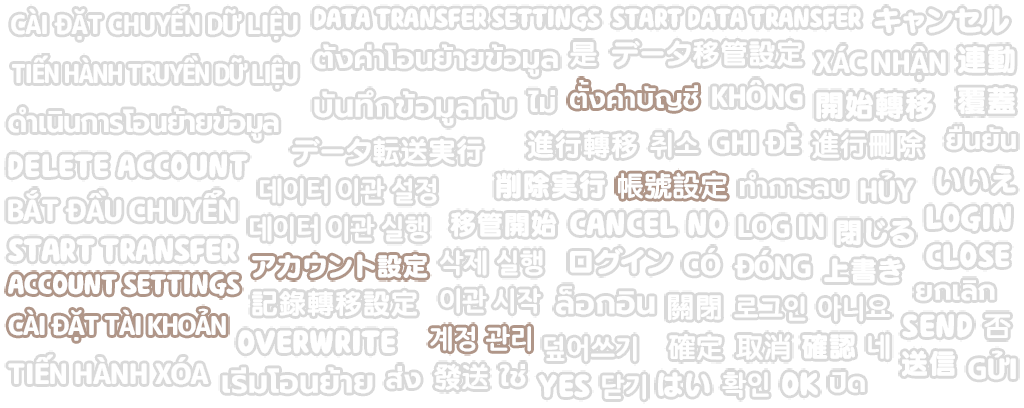 CÀI ĐẶT CHUYỂN DỮ LIỆU DATA TRANSFER SETTINGS START DATA TRANSFER キャンセル
TIẾN HÀNH TRUYỀN DỮ LIỆU ตั้งค่าโอนย้ายข้อมูล 是 データ移管設定 XÁC NHẬN 連動
ดำเนินการโอนย้ายข้อมูล บันทึกข้อมูลทับ ไม่ ตั้งค่าบัญชี KHÔNG 開始轉移 覆蓋
DELETE ACCOUNT データ転送実行 進行轉移 취소 GHI ĐÈ 進行刪除 ยืนยัน
BẮT ĐẦU CHUYỂN 데이터 이관 설정 削除実行 帳號設定 ทำการลบ HỦY いいえ
START TRANSFER 데이터 이관 실행 移管開始 CANCEL NO LOG IN 閉じる LOGIN
ACCOUNT SETTINGS アカウント設定 삭제 실행 ログイン CÓ ĐÓNG 上書き CLOSE
CÀI ĐẶT TÀI KHOẢN 記錄轉移設定 이관 시작 ล็อกอิน 關閉 로그인 아니요 ยกเลิก
OVERWRITE 계정 관리 덮어쓰기 確定 取消 確認 네 SEND 否
TIẾN HÀNH XÓA เริ่มโอนย้าย ส่ง 發送 ใช่ YES 닫기 はい 확인 OK ปิด 送信 GỬI